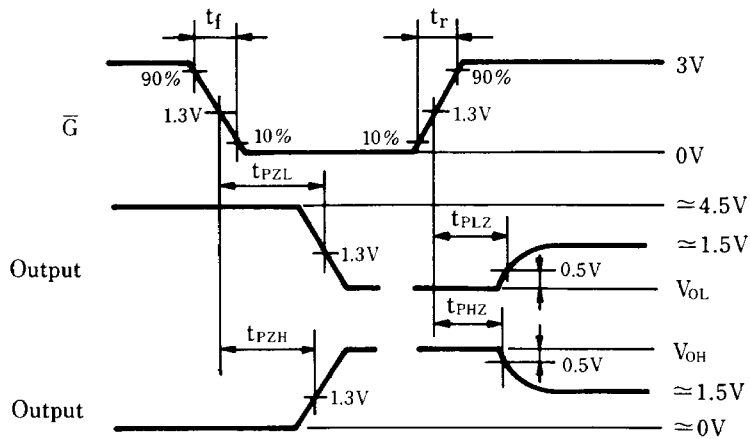 tf
tr
90%
90%
3V
1.3V
1.3V
G̅
10%
10%
0V
tPZL
≃4.5V
tPLZ
≃1.5V
1.3V
0.5V
Output
VOL
tPHZ
tPZH
VOH
0.5V
1.3V
≃1.5V
Output
≃0V